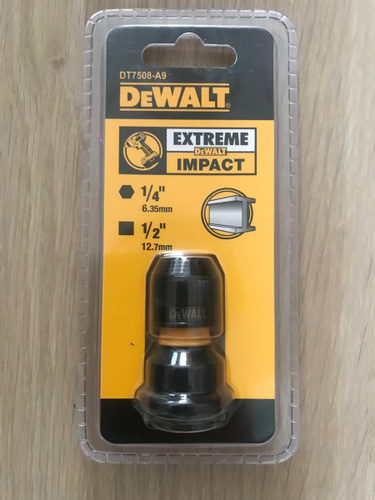 DT7508-A9
DEWALT®
EXTREME
DEWALT
IMPACT
1/4"
6.35mm
1/2"
12.7mm
DEWALT